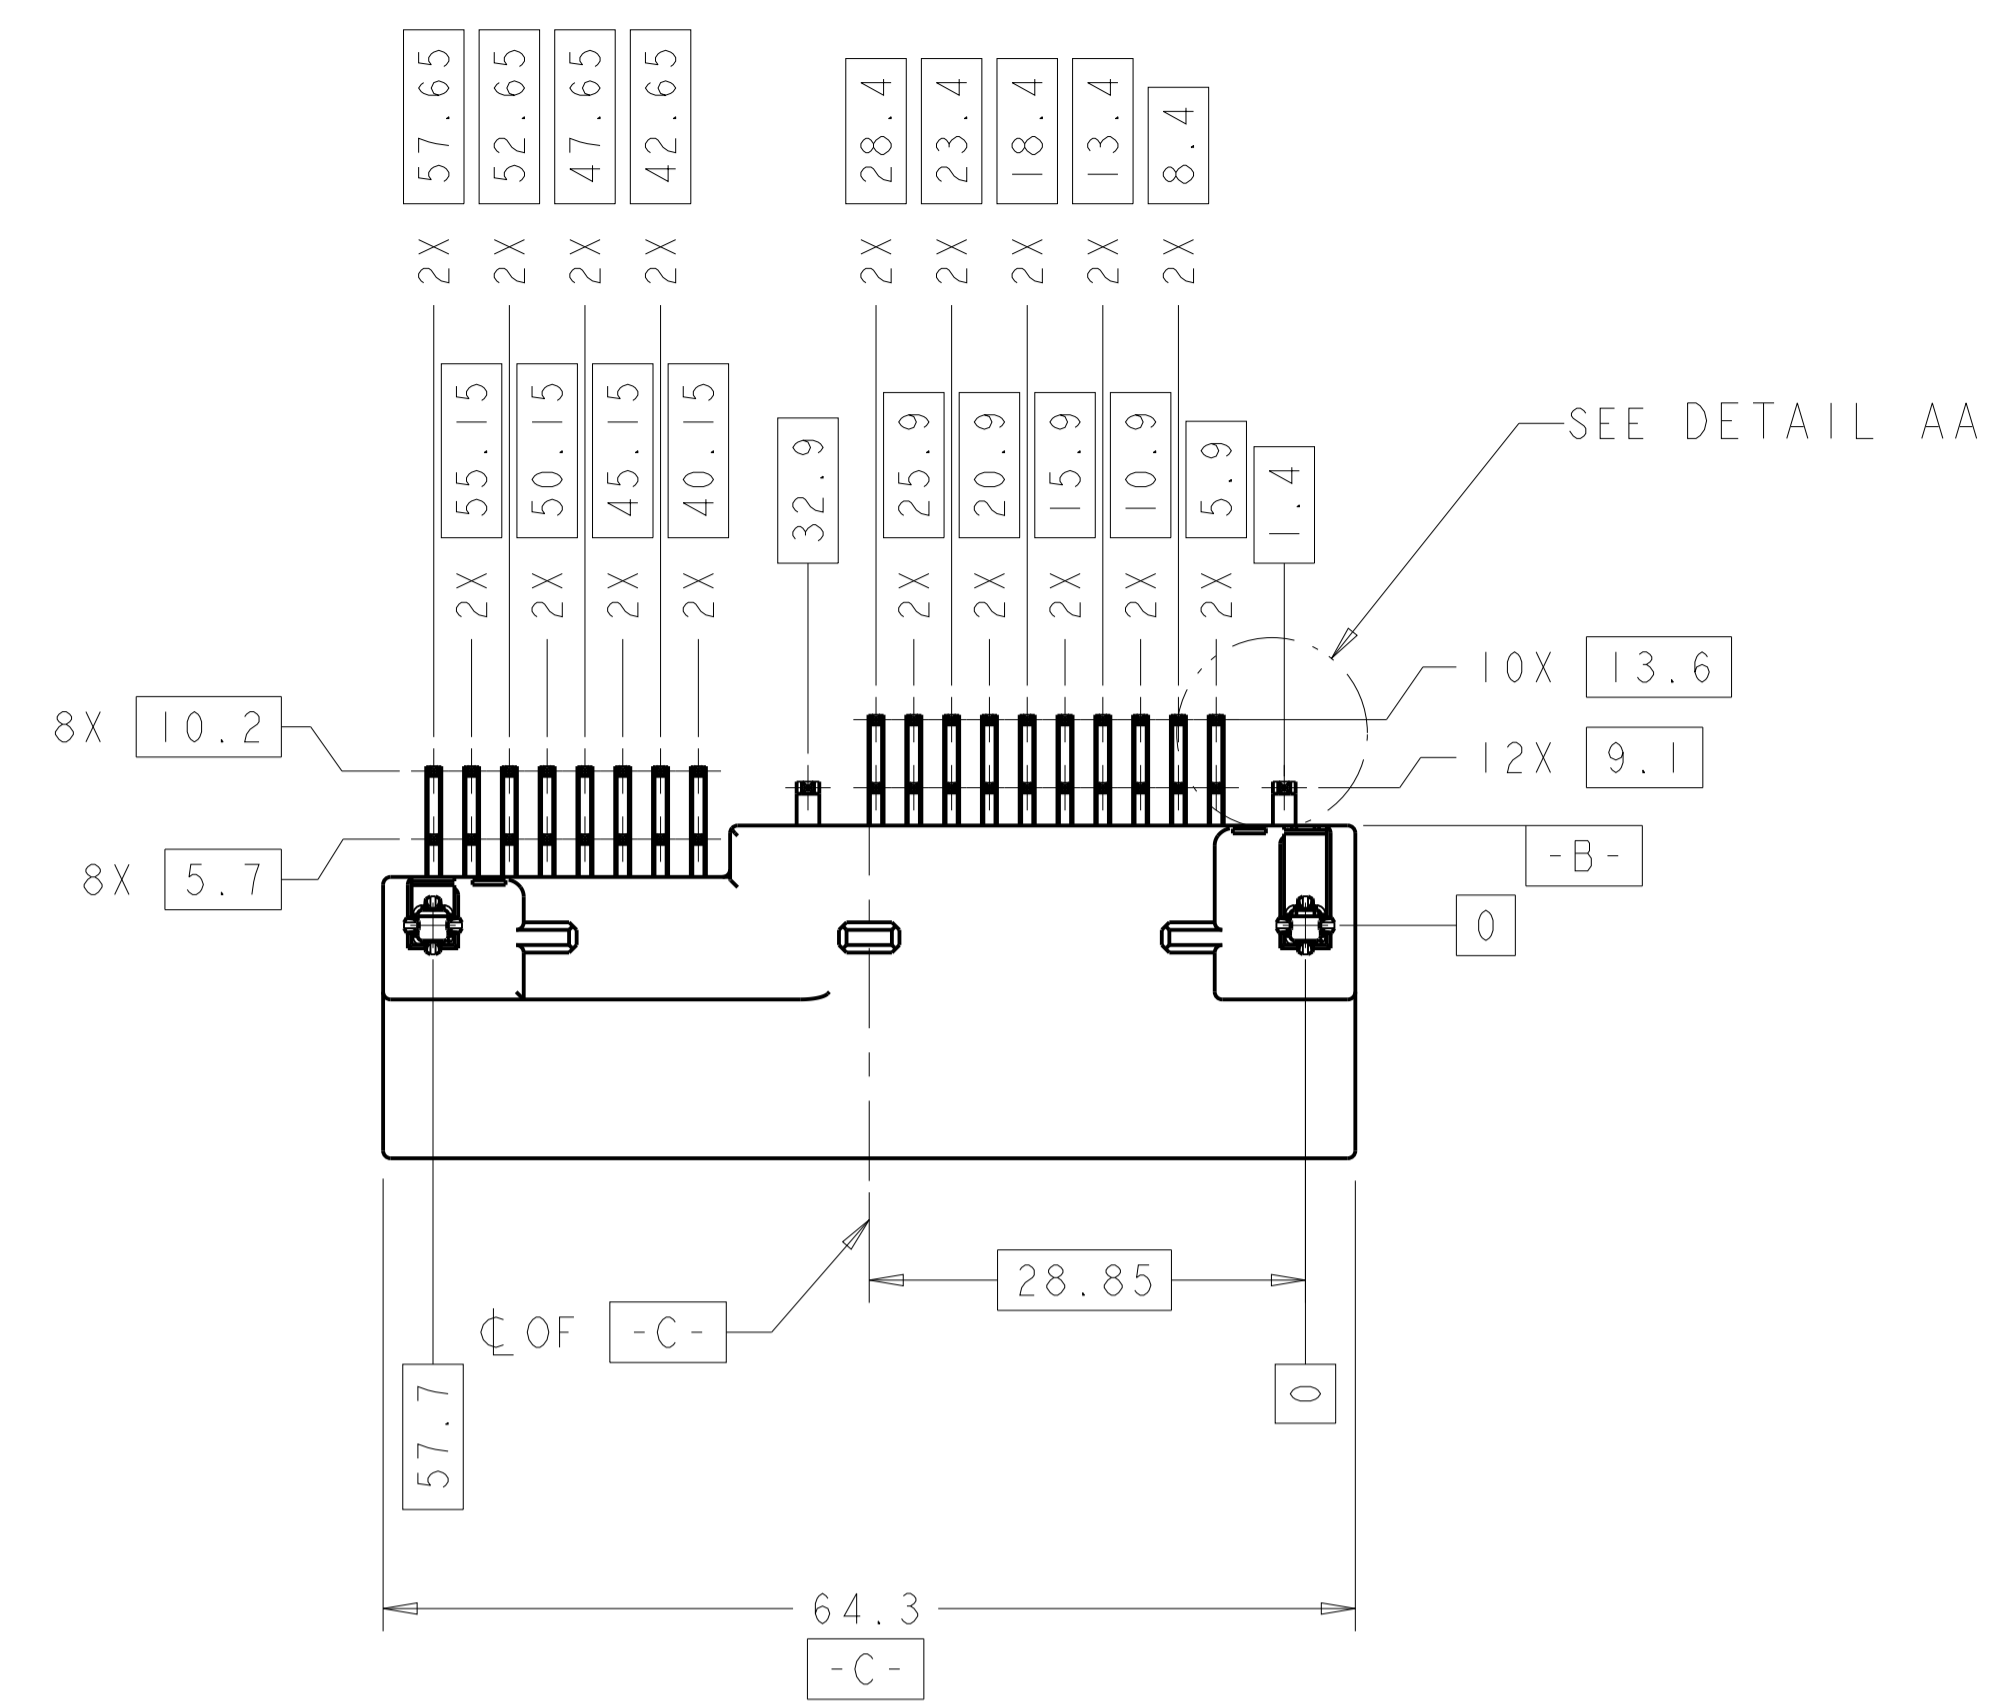 57.65 52.65 47.65 42.65 28.4 23.4 18.4 13.4 8.4
2X 2X 2X 2X 2X 2X 2X 2X 2X
55.15 50.15 45.15 40.15 32.9 25.9 20.9 15.9 10.9 5.9 1.4
2X 2X 2X 2X 2X 2X 2X 2X 2X
SEE DETAIL AA
10X 13.6
8X 10.2
12X 9.1
8X 5.7
-B-
0
28.85
℄ OF -C-
57.7
0
64.3
-C-